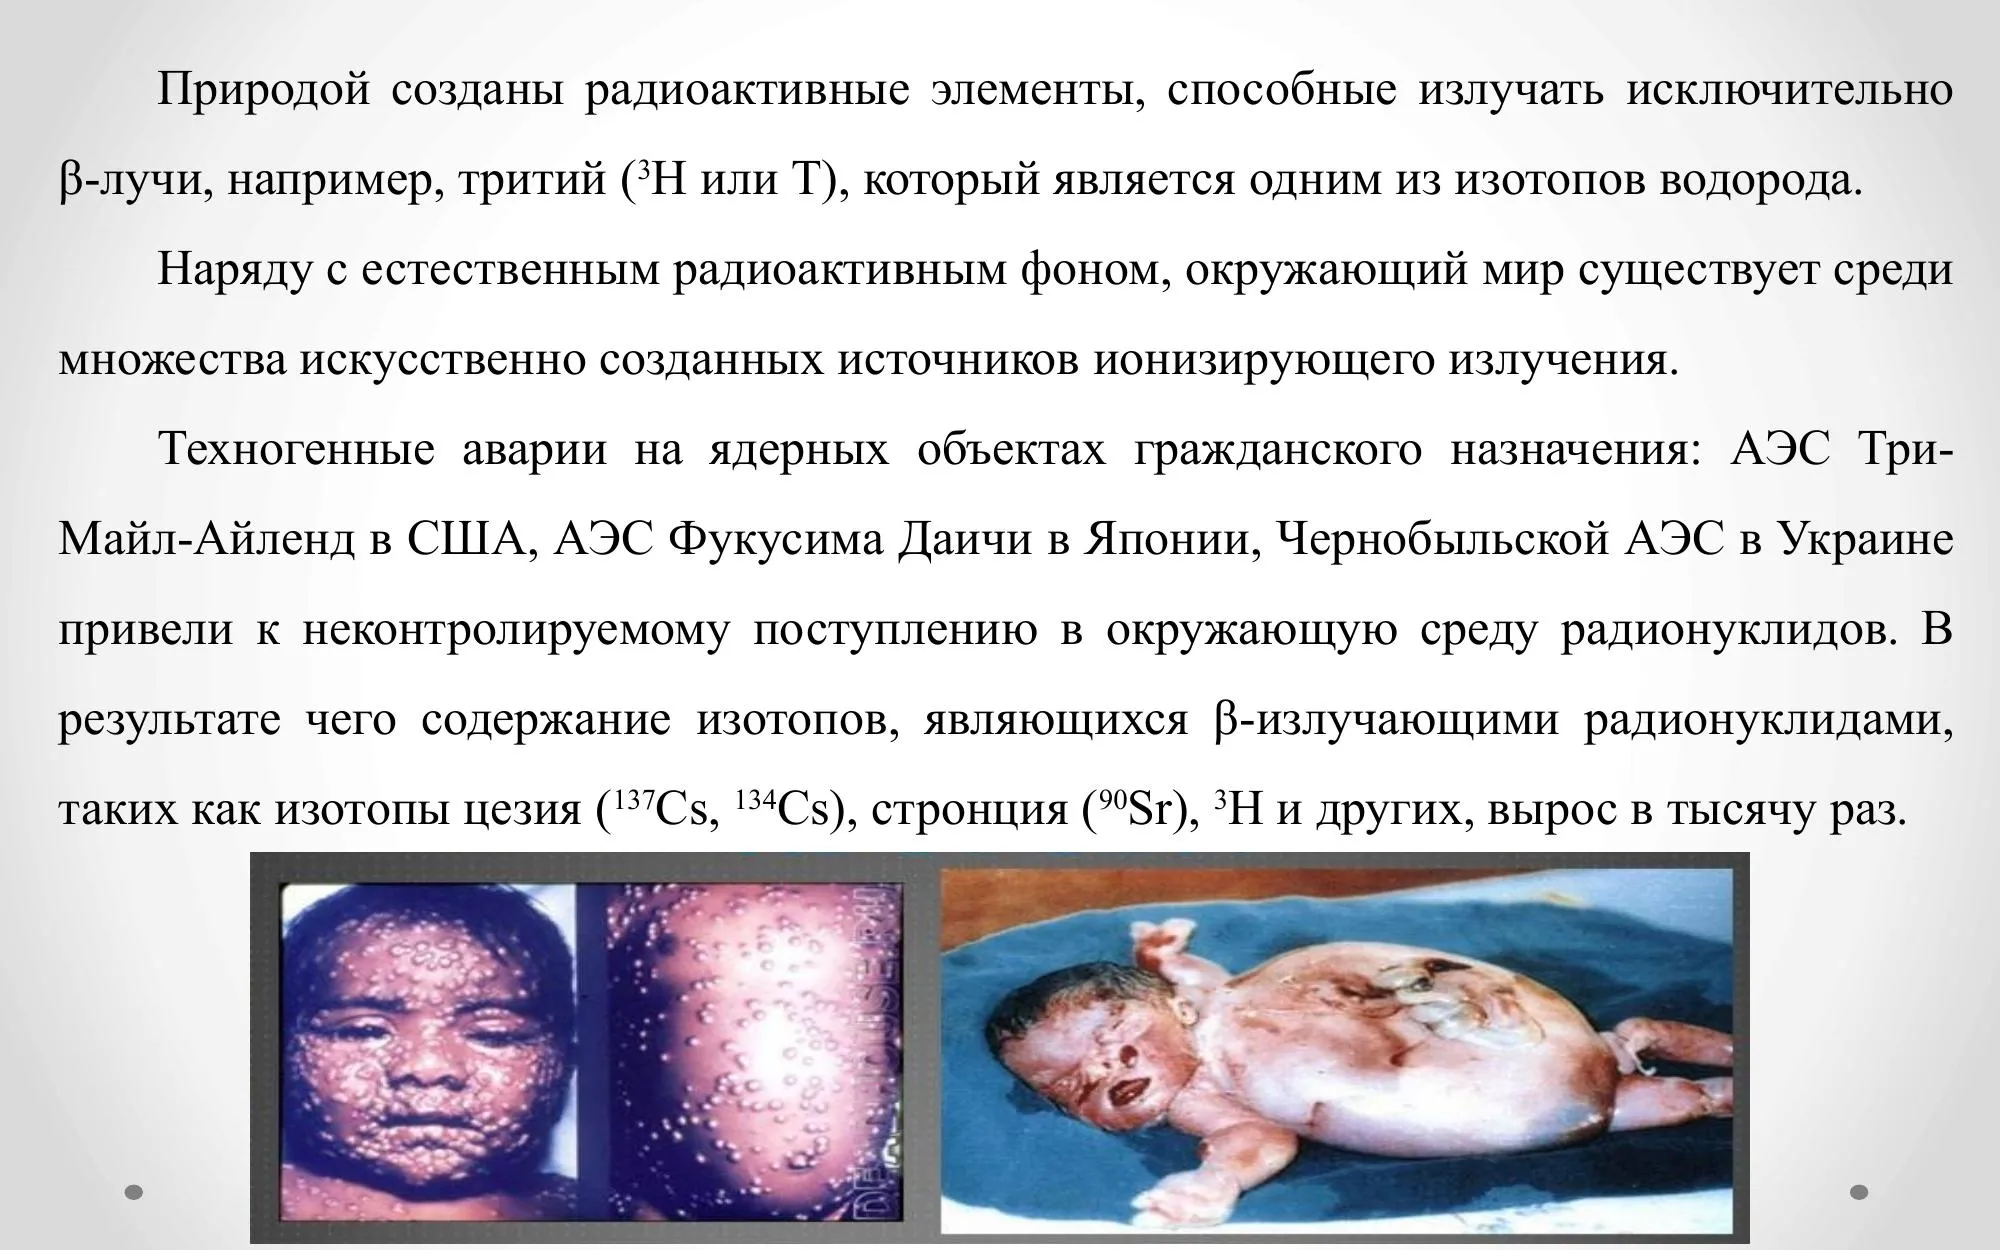 Природой созданы радиоактивные элементы, способные излучать исключительно
β-лучи, например, тритий (³H или T), который является одним из изотопов водорода.
Наряду с естественным радиоактивным фоном, окружающий мир существует среди
множества искусственно созданных источников ионизирующего излучения.
Техногенные аварии на ядерных объектах гражданского назначения: АЭС Три-
Майл-Айленд в США, АЭС Фукусима Даичи в Японии, Чернобыльской АЭС в Украине
привели к неконтролируемому поступлению в окружающую среду радионуклидов. В
результате чего содержание изотопов, являющихся β-излучающими радионуклидами,
таких как изотопы цезия (¹³⁷Cs, ¹³⁴Cs), стронция (⁹⁰Sr), ³H и других, вырос в тысячу раз.